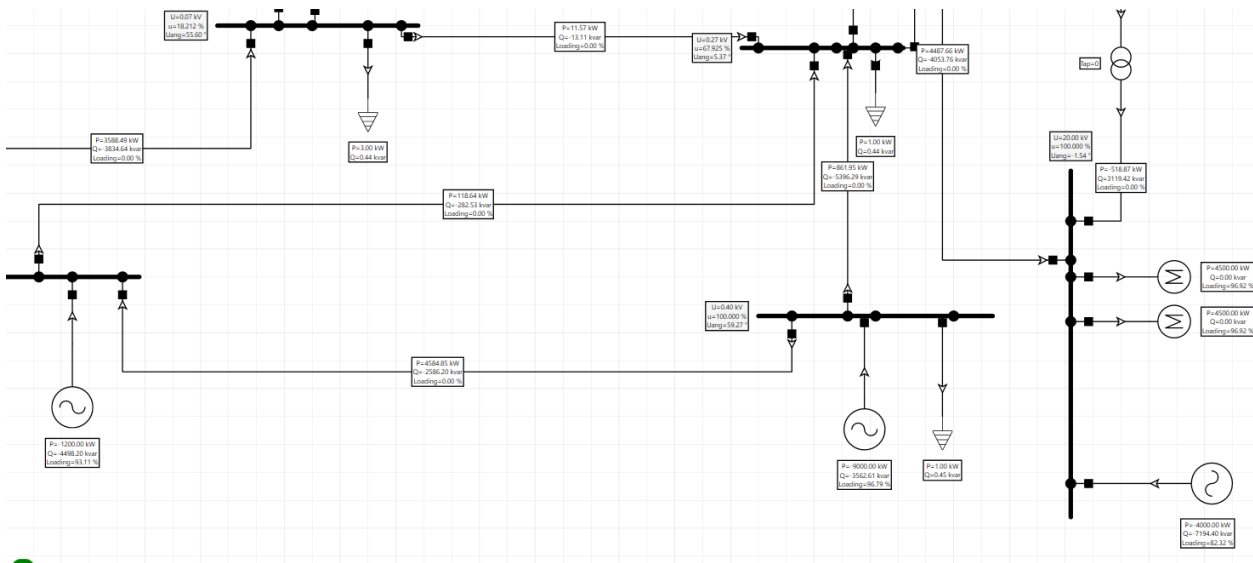 U=0.07 kV
u=18.212 %
Uang=55.60 °
P=11.57 kW
Q=-13.11 kvar
Loading=0.00 %
U=0.27 kV
u=67.925 %
Uang=5.37 °
P=4487.66 kW
Q=-4053.76 kvar
Loading=0.00 %
Tap=0
P=3588.49 kW
Q=-3834.64 kvar
Loading=0.00 %
P=3.00 kW
Q=0.44 kvar
P=1.00 kW
Q=0.44 kvar
U=20.00 kV
u=100.000 %
Uang=-1.54 °
P=861.95 kW
Q=-5396.29 kvar
Loading=0.00 %
P=-518.87 kW
Q=3119.42 kvar
Loading=0.00 %
P=118.64 kW
Q=-282.53 kvar
Loading=0.00 %
P=4500.00 kW
Q=0.00 kvar
Loading=96.92 %
U=0.40 kV
u=100.000 %
Uang=59.27 °
P=4500.00 kW
Q=0.00 kvar
Loading=96.92 %
P=4584.85 kW
Q=-2586.20 kvar
Loading=0.00 %
P=-1200.00 kW
Q=-4498.20 kvar
Loading=93.11 %
P=-9000.00 kW
Q=-3562.61 kvar
Loading=96.79 %
P=1.00 kW
Q=0.45 kvar
P=-4000.00 kW
Q=-7194.40 kvar
Loading=82.32 %